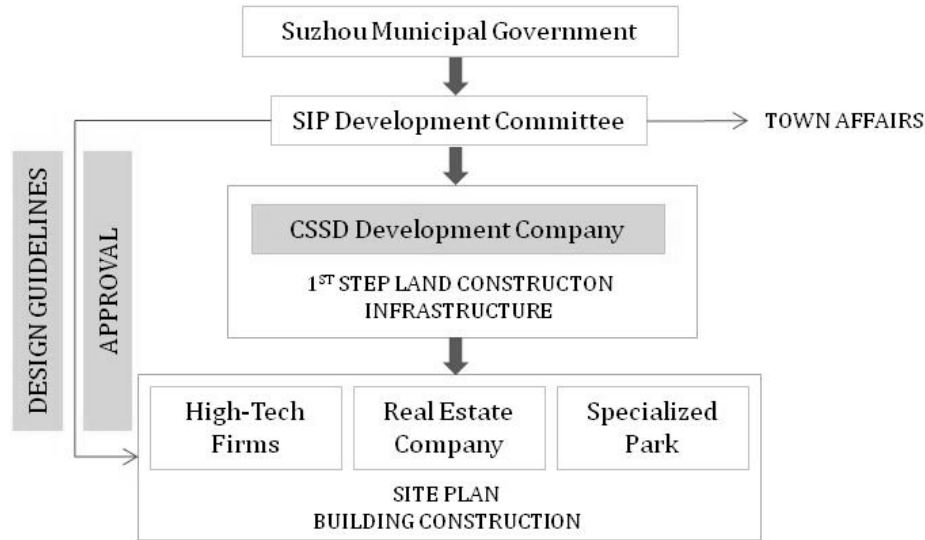 Suzhou Municipal Government
SIP Development Committee
TOWN AFFAIRS
DESIGN GUIDELINES
APPROVAL
CSSD Development Company
1ST STEP LAND CONSTRUCTON
INFRASTRUCTURE
High-Tech
Firms
Real Estate
Company
Specialized
Park
SITE PLAN
BUILDING CONSTRUCTION